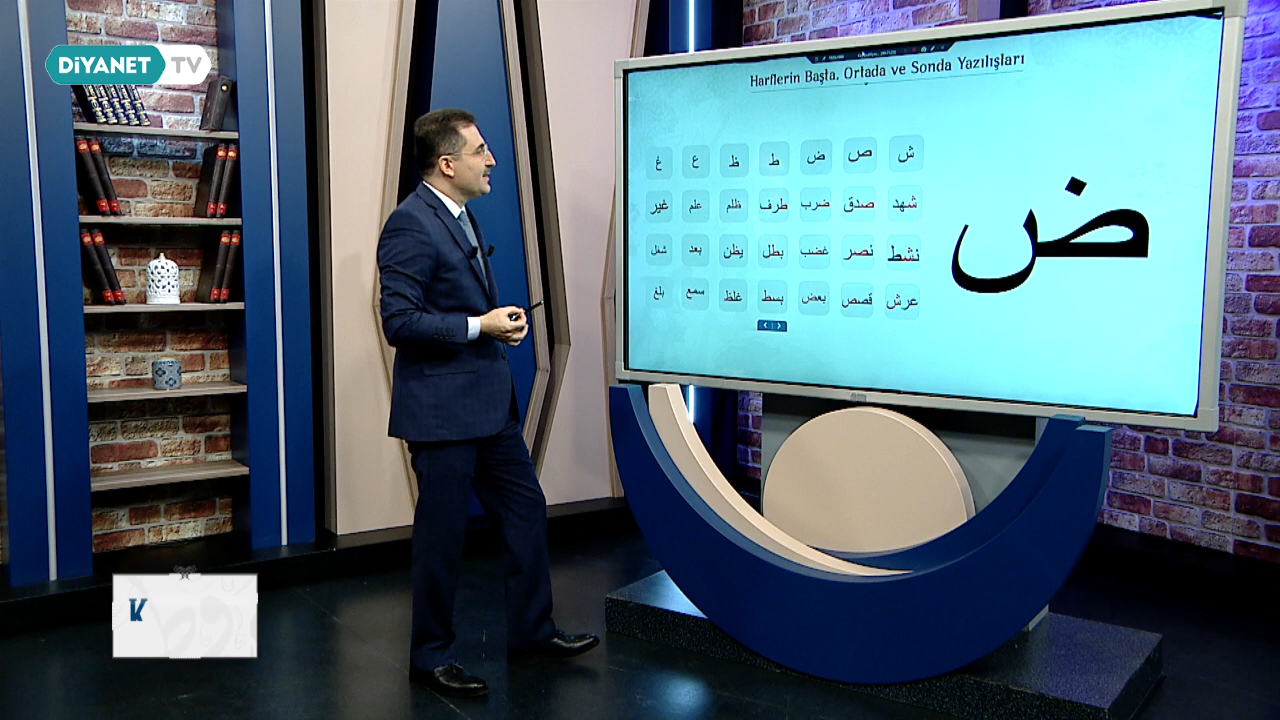 DİYANET TV
Harflerin Başta, Ortada ve Sonda Yazılışları
ش ص ض ط ظ ع غ
شهد صدق ضرب طرف ظلم علم غير
نشط نصر غضب بطل يظن بعد شغل
عرش قصص بعض بسط غلظ سمع بلغ
ض
K